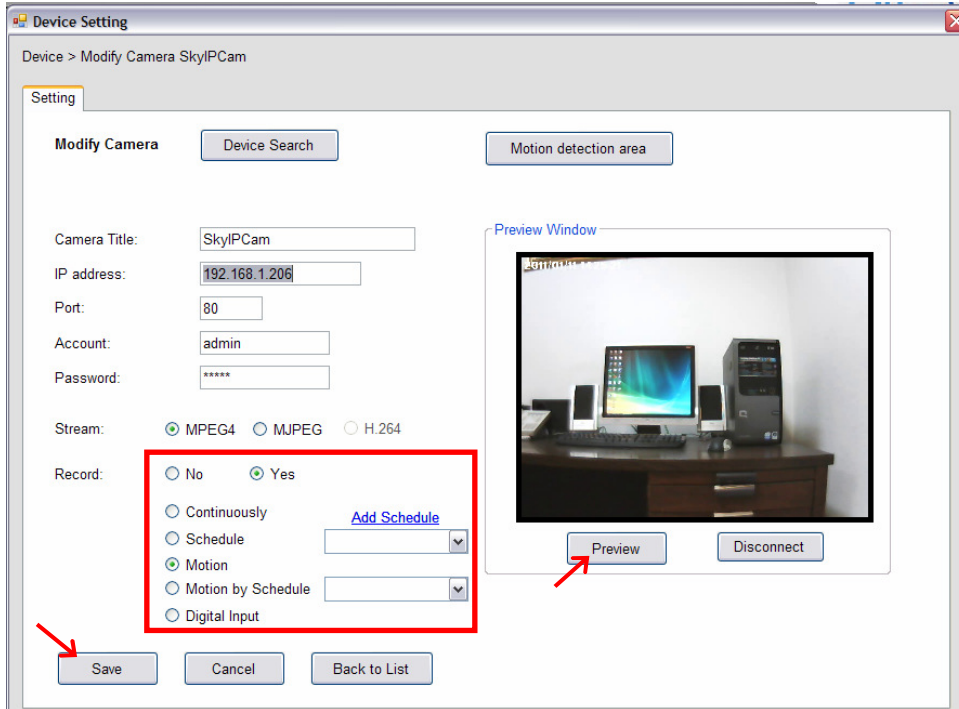 Device Setting
Device > Modify Camera SkyIPCam
Setting
Modify Camera
Device Search
Motion detection area
Camera Title:
SkyIPCam
IP address:
192.168.1.206
Port:
80
Account:
admin
Password:
*****
Stream:
MPEG4 MJPEG H.264
Record:
No Yes
Continuously
Add Schedule
Schedule
Motion
Motion by Schedule
Digital Input
Preview Window
Preview
Disconnect
Save
Cancel
Back to List